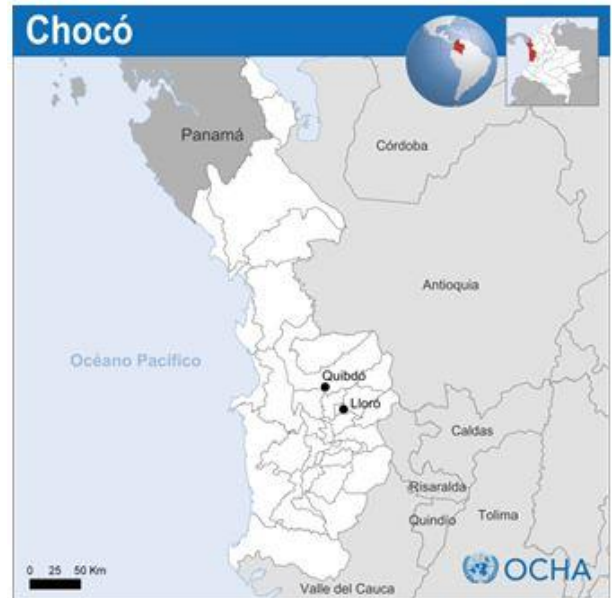 Chocó
Panamá
Córdoba
Antioquia
Océano Pacífico
Quibdó
Lloró
Caldas
Risaralda
Quindío
Tolima
0 25 50 Km
OCHA
Valle del Cauca